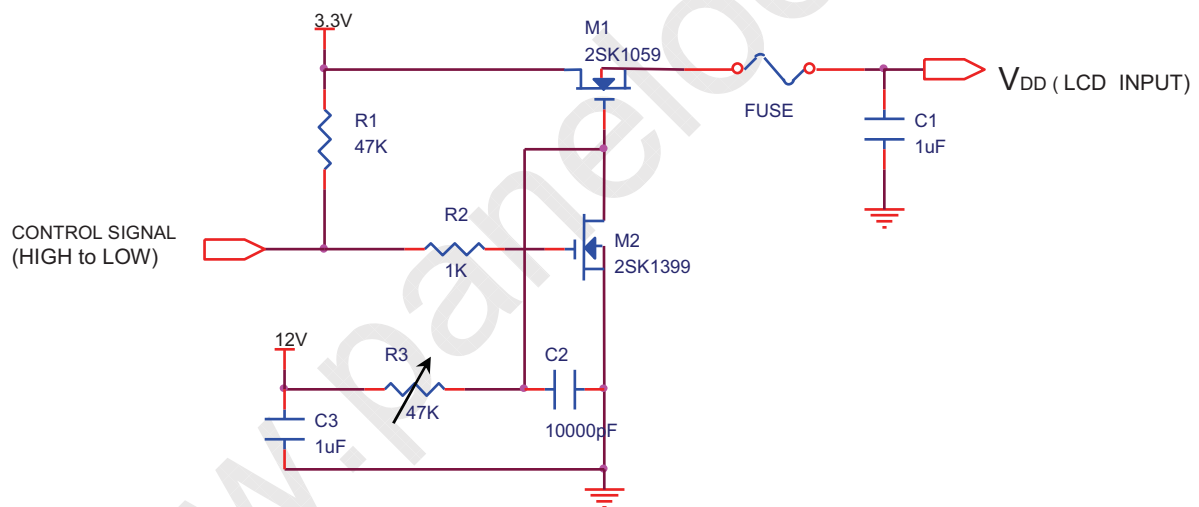 3.3V
M1
2SK1059
FUSE
VDD ( LCD INPUT)
R1
47K
C1
1uF
CONTROL SIGNAL
(HIGH to LOW)
R2
1K
M2
2SK1399
12V
R3
47K
C2
10000pF
C3
1uF
w.paneloo